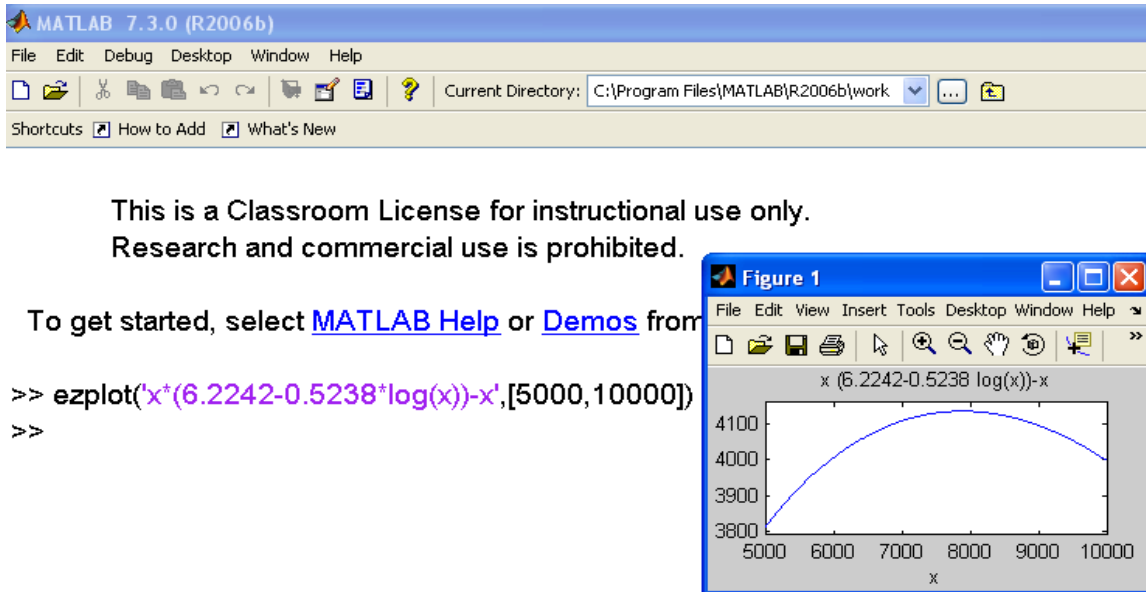 MATLAB 7.3.0 (R2006b)
File Edit Debug Desktop Window Help
Current Directory: C:\Program Files\MATLAB\R2006b\work
...
Shortcuts How to Add What's New
This is a Classroom License for instructional use only.
Research and commercial use is prohibited.
To get started, select MATLAB Help or Demos from
>> ezplot('x*(6.2242-0.5238*log(x))-x',[5000,10000])
>>
Figure 1
File Edit View Insert Tools Desktop Window Help
x (6.2242-0.5238 log(x))-x
4100
4000
3900
3800
5000 6000 7000 8000 9000 10000
x